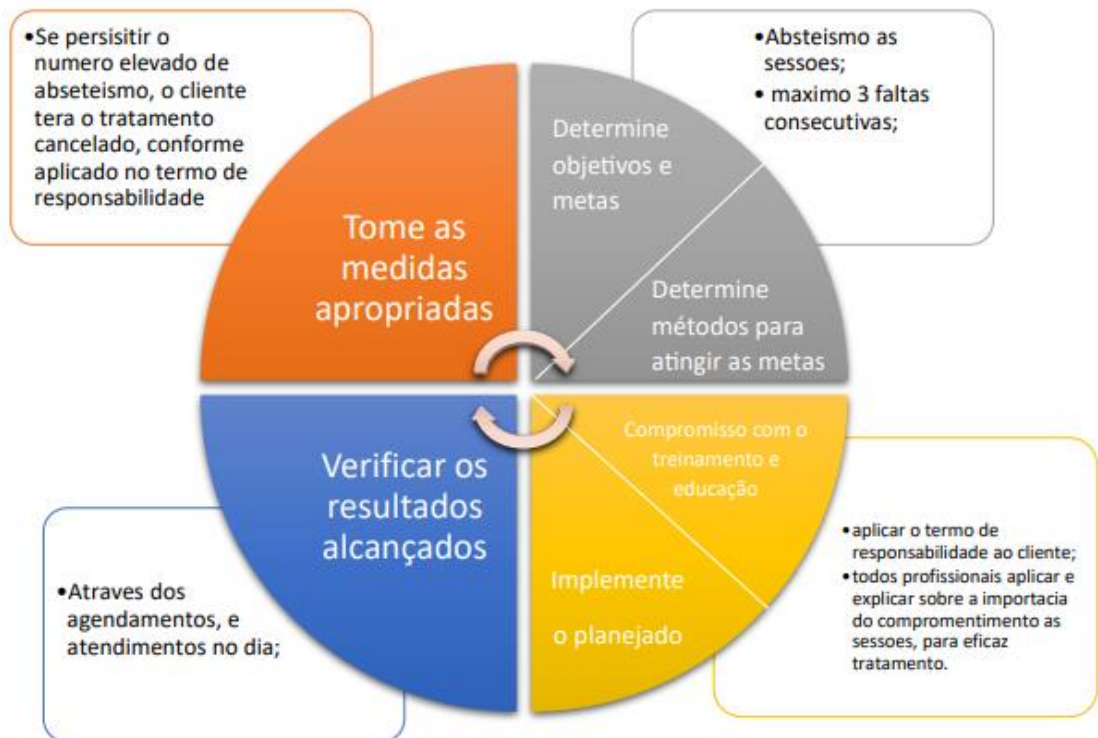 •Se persisitir o
numero elevado de
abseteismo, o cliente
tera o tratamento
cancelado, conforme
aplicado no termo de
responsabilidade
•Absteismo as
sessoes;
• maximo 3 faltas
consecutivas;
Tome as
medidas
apropriadas
Determine
objetivos e
metas
Determine
métodos para
atingir as metas
Verificar os
resultados
alcançados
Compromisso com o
treinamento e
educação
Implemente
o planejado
•Atraves dos
agendamentos, e
atendimentos no dia;
•aplicar o termo de
responsabilidade ao cliente;
•todos profissionais aplicar e
explicar sobre a importacia
do compromentimento as
sessoes, para eficaz
tratamento.